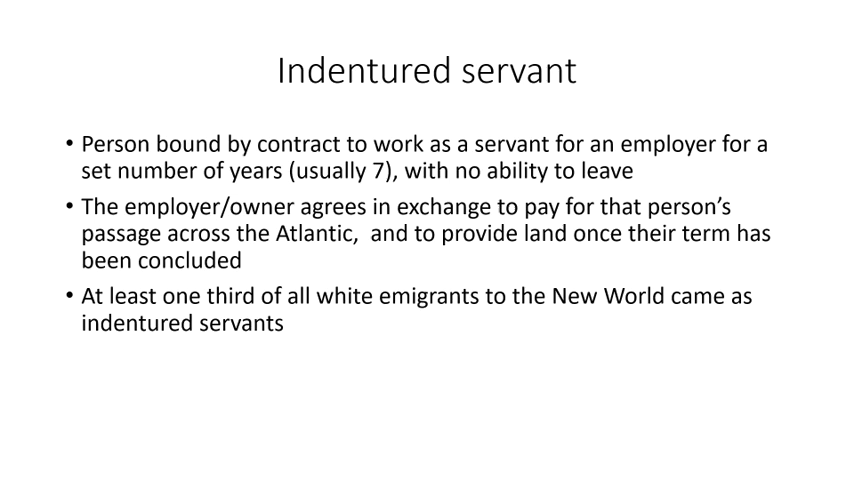 Indentured servant
• Person bound by contract to work as a servant for an employer for a
set number of years (usually 7), with no ability to leave
• The employer/owner agrees in exchange to pay for that person’s
passage across the Atlantic,  and to provide land once their term has
been concluded
• At least one third of all white emigrants to the New World came as
indentured servants